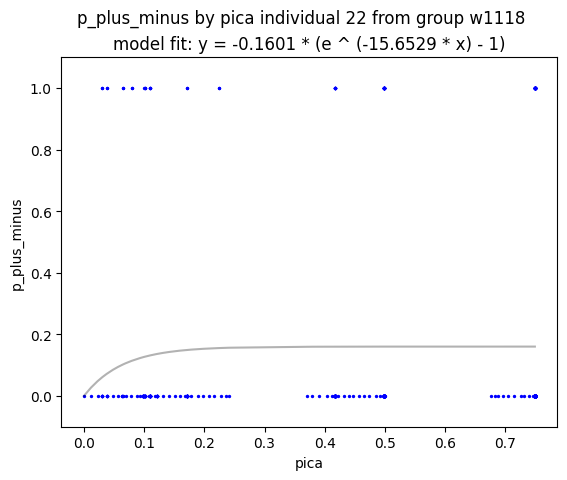 p_plus_minus by pica individual 22 from group w1118
model fit: y = -0.1601 * (e ^ (-15.6529 * x) - 1)
p_plus_minus
1.0
0.8
0.6
0.4
0.2
0.0
0.0 0.1 0.2 0.3 0.4 0.5 0.6 0.7
pica